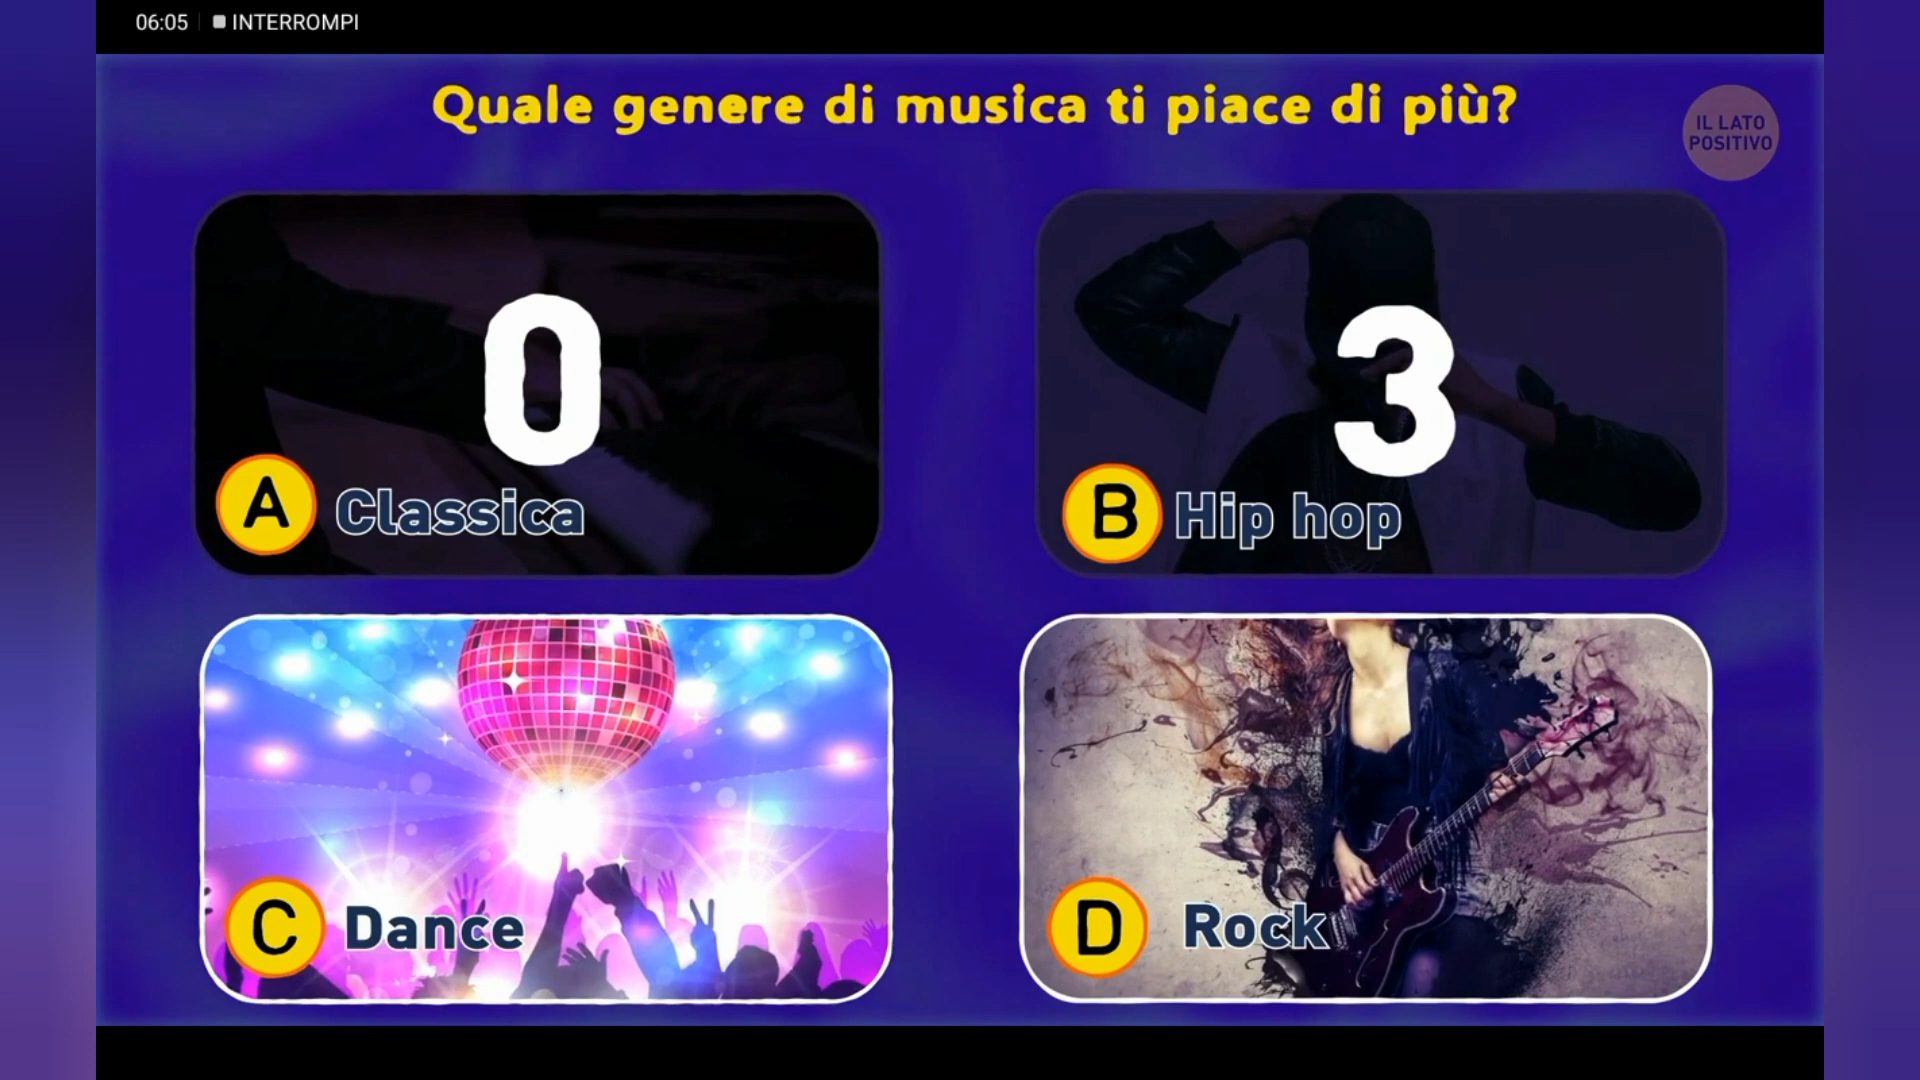 06:05 INTERROMPI
Quale genere di musica ti piace di più?
IL LATO
POSITIVO
0
3
A Classica
B Hip hop
C Dance
D Rock